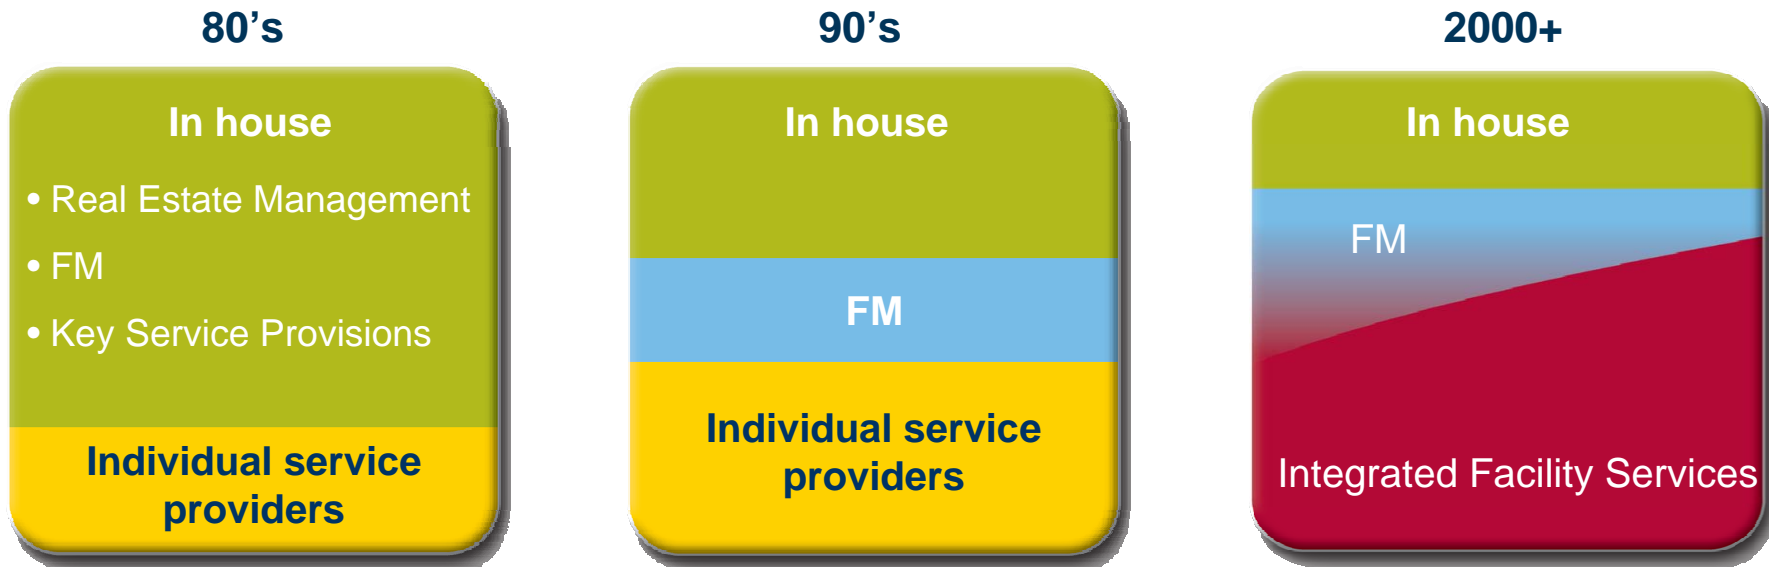 80’s
In house
• Real Estate Management
• FM
• Key Service Provisions
Individual service
providers
90’s
In house
FM
Individual service
providers
2000+
In house
FM
Integrated Facility Services